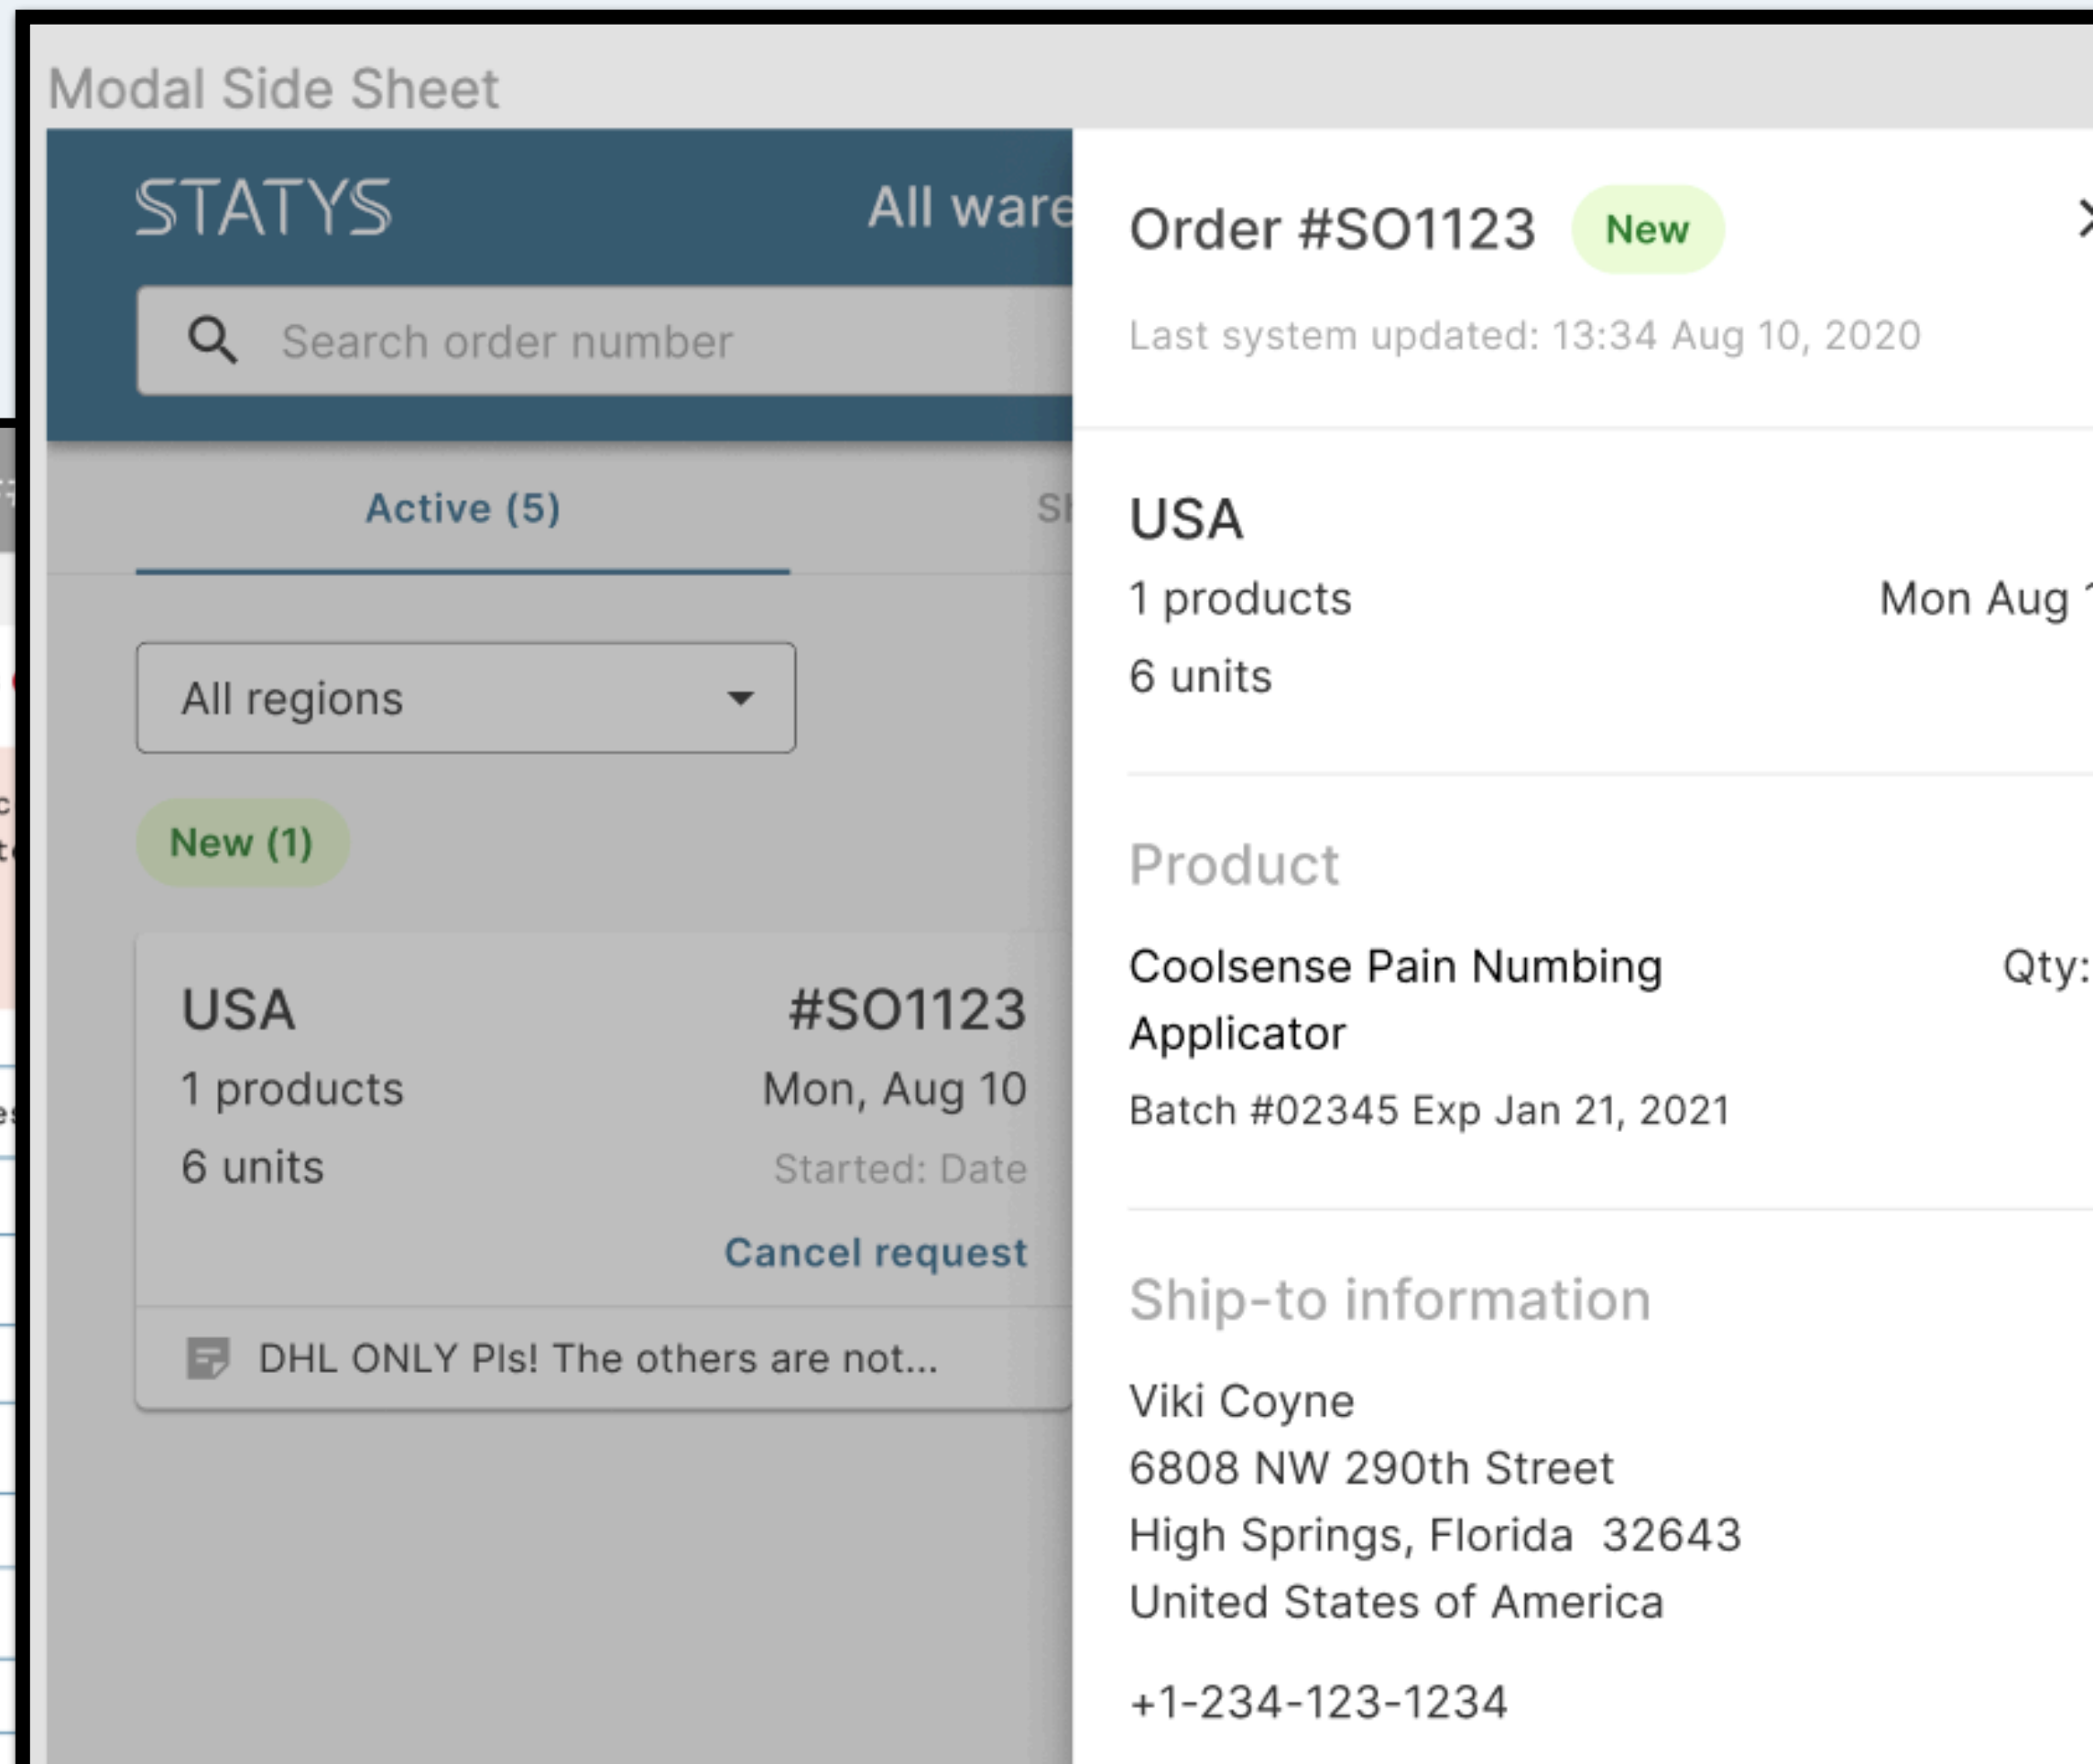 Modal Side Sheet
STATYS
All ware
Search order number
Active (5)
All regions
New (1)
USA
#SO1123
1 products
Mon, Aug 10
6 units
Started: Date
Cancel request
DHL ONLY Pls! The others are not...
Order #SO1123
New
Last system updated: 13:34 Aug 10, 2020
USA
1 products
Mon Aug
6 units
Product
Coolsense Pain Numbing
Qty:
Applicator
Batch #02345 Exp Jan 21, 2021
Ship-to information
Viki Coyne
6808 NW 290th Street
High Springs, Florida 32643
United States of America
+1-234-123-1234